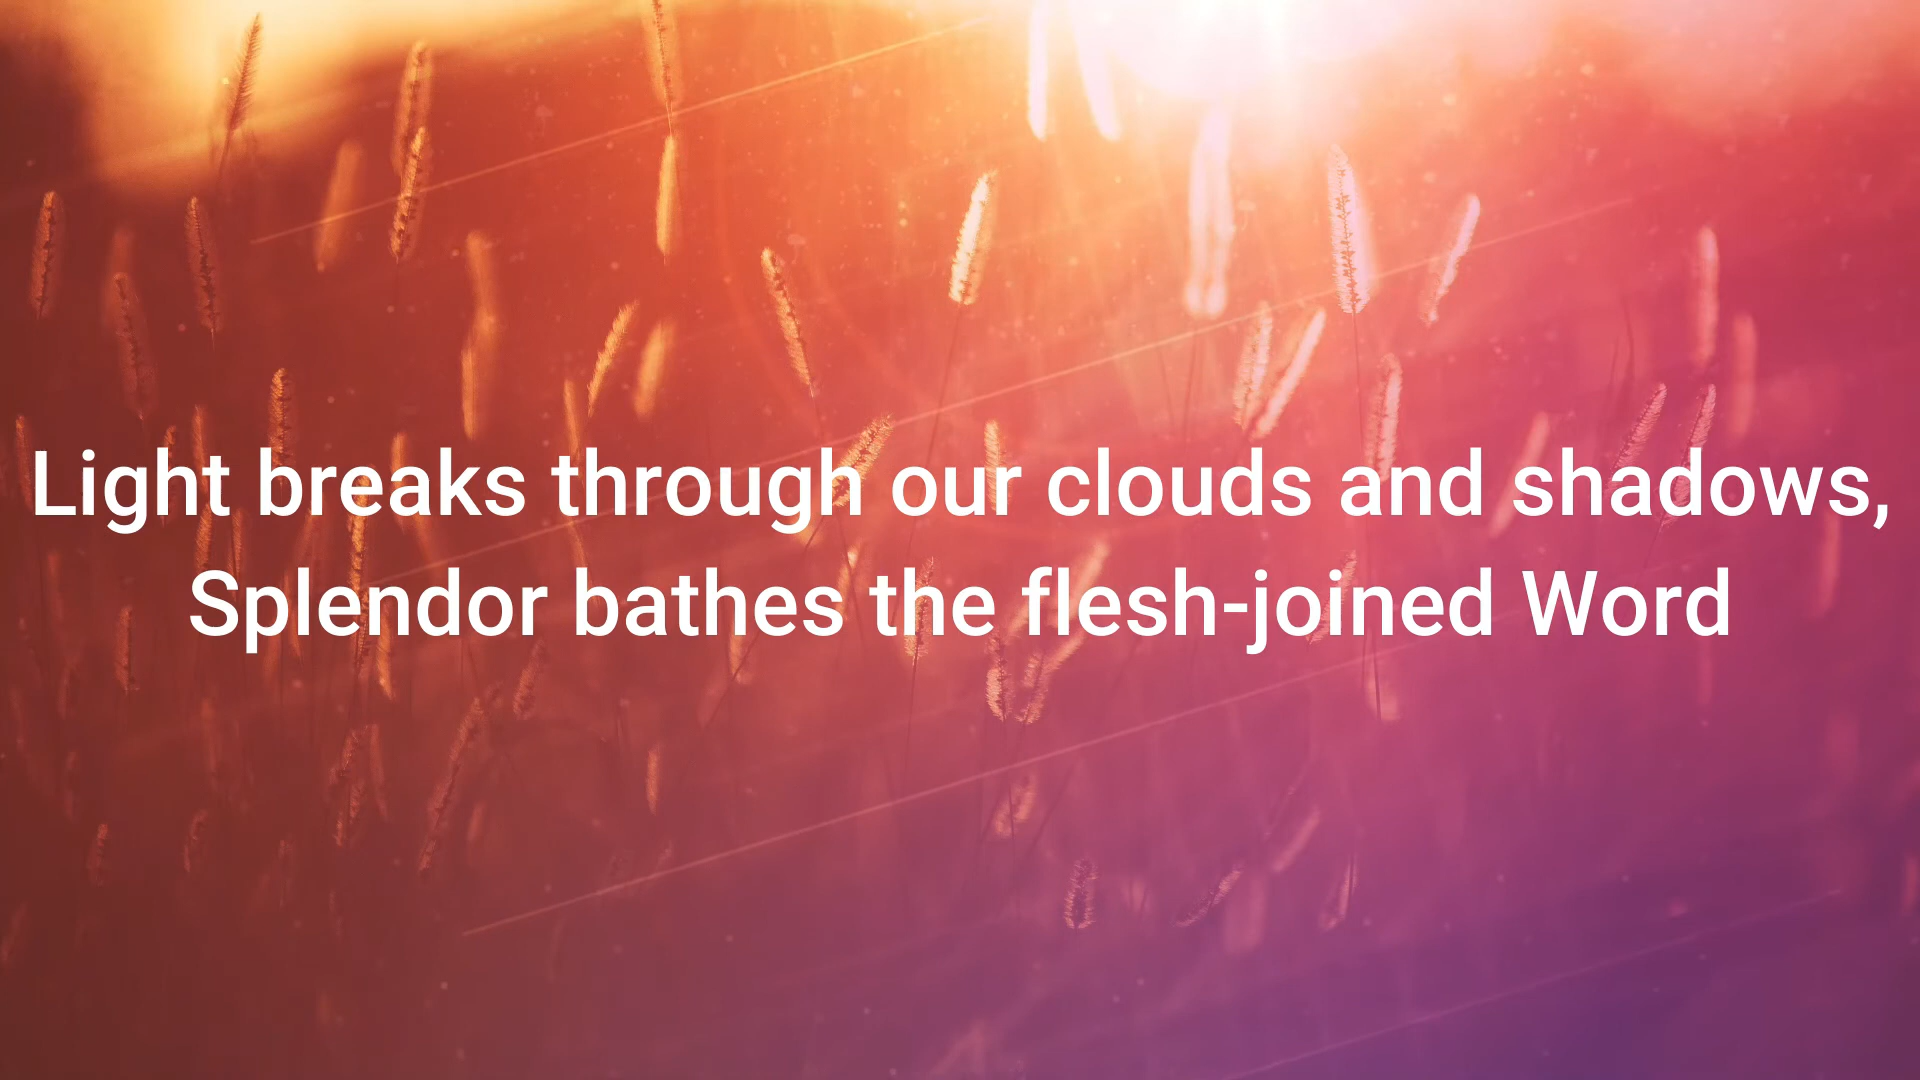 Light breaks through our clouds and shadows,
Splendor bathes the flesh-joined Word